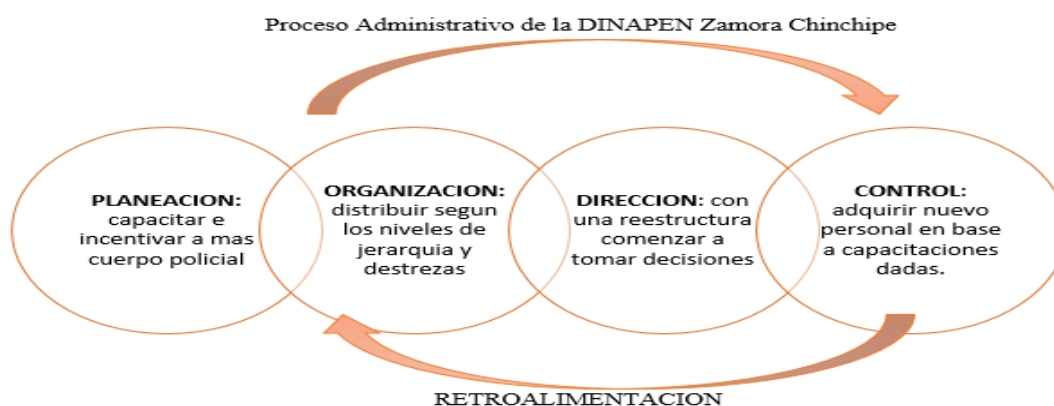 Proceso Administrativo de la DINAPEN Zamora Chinchipe
PLANEACION:
capacitar e
incentivar a mas
cuerpo policial
ORGANIZACION:
distribuir segun
los niveles de
jerarquia y
destrezas
DIRECCION: con
una reestructura
comenzar a
tomar decisiones
CONTROL:
adquirir nuevo
personal en base
a capacitaciones
dadas.
RETROALIMENTACION